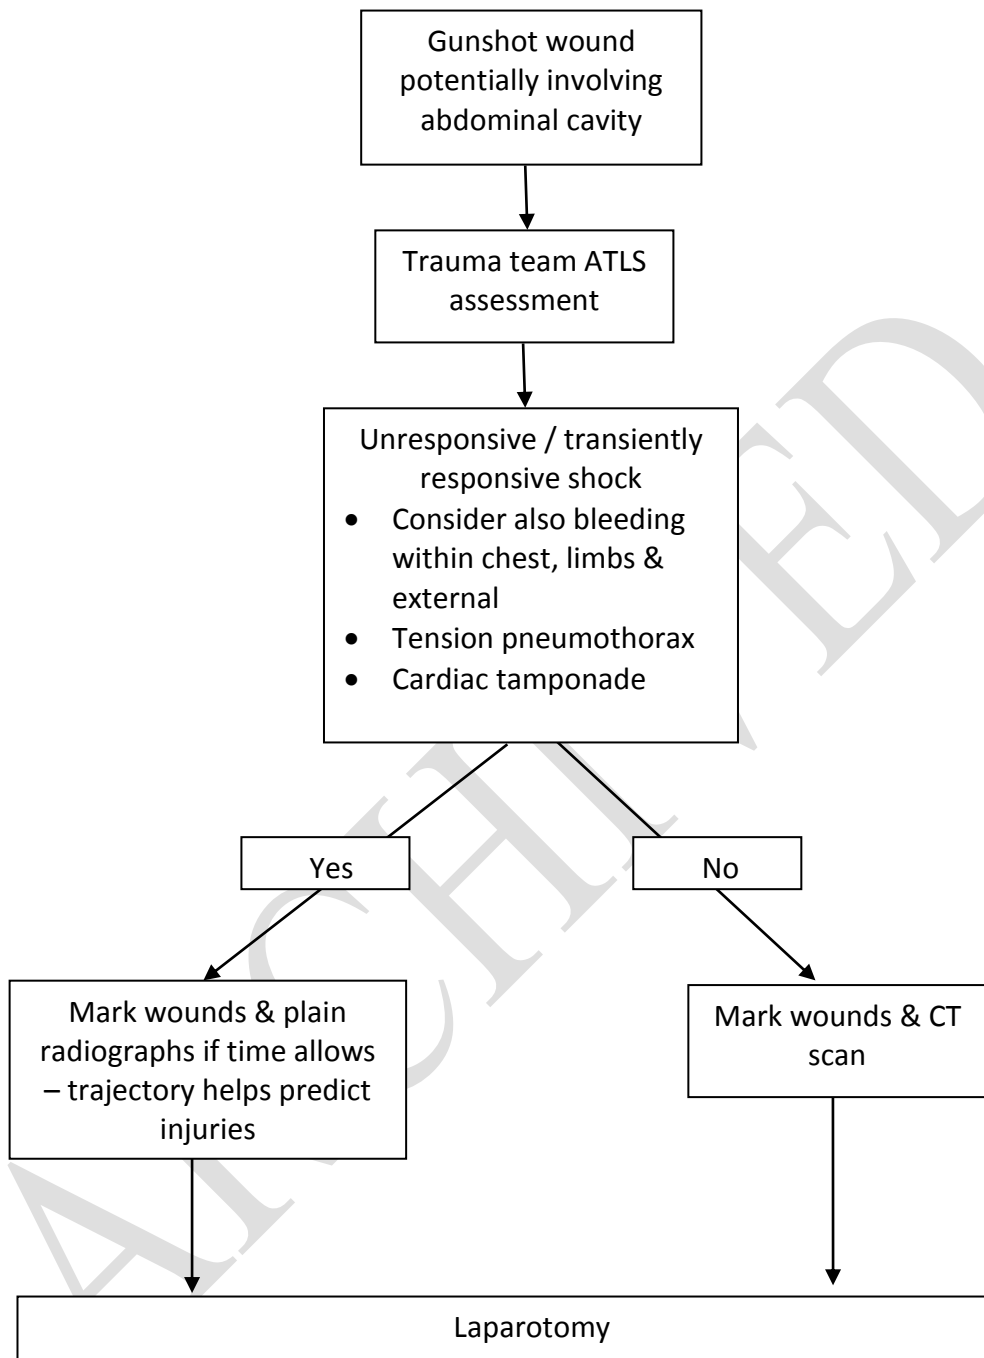 Gunshot wound
potentially involving
abdominal cavity
Trauma team ATLS
assessment
Unresponsive / transiently
responsive shock
• Consider also bleeding
within chest, limbs &
external
• Tension pneumothorax
• Cardiac tamponade
Yes
No
Mark wounds & plain
radiographs if time allows
– trajectory helps predict
injuries
Mark wounds & CT
scan
Laparotomy
ARCHIVED